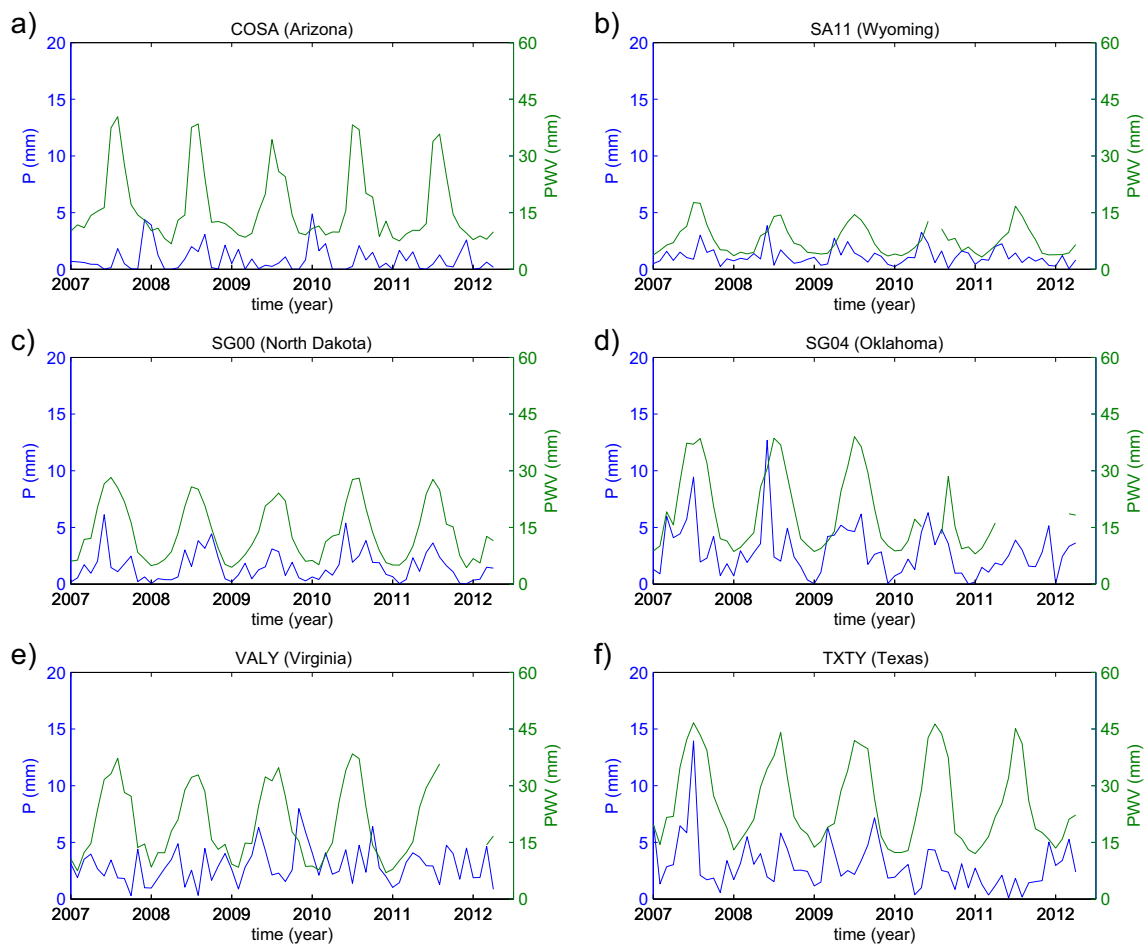 a)
COSA (Arizona)
20
15
10
5
0
P (mm)
60
45
30
15
0
PWV (mm)
2007 2008 2009 2010 2011 2012
time (year)
b)
SA11 (Wyoming)
20
15
10
5
0
P (mm)
60
45
30
15
0
PWV (mm)
2007 2008 2009 2010 2011 2012
time (year)
c)
SG00 (North Dakota)
20
15
10
5
0
P (mm)
60
45
30
15
0
PWV (mm)
2007 2008 2009 2010 2011 2012
time (year)
d)
SG04 (Oklahoma)
20
15
10
5
0
P (mm)
60
45
30
15
0
PWV (mm)
2007 2008 2009 2010 2011 2012
time (year)
e)
VALY (Virginia)
20
15
10
5
0
P (mm)
60
45
30
15
0
PWV (mm)
2007 2008 2009 2010 2011 2012
time (year)
f)
TXTY (Texas)
20
15
10
5
0
P (mm)
60
45
30
15
0
PWV (mm)
2007 2008 2009 2010 2011 2012
time (year)